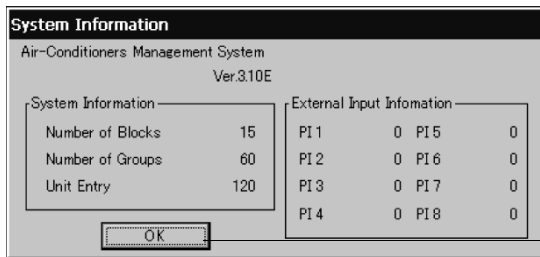 System Information
Air-Conditioners Management System
Ver.3.10E
System Information
Number of Blocks 15
Number of Groups 60
Unit Entry 120
OK
External Input Infomation
PI 1 0 PI 5 0
PI 2 0 PI 6 0
PI 3 0 PI 7 0
PI 4 0 PI 8 0